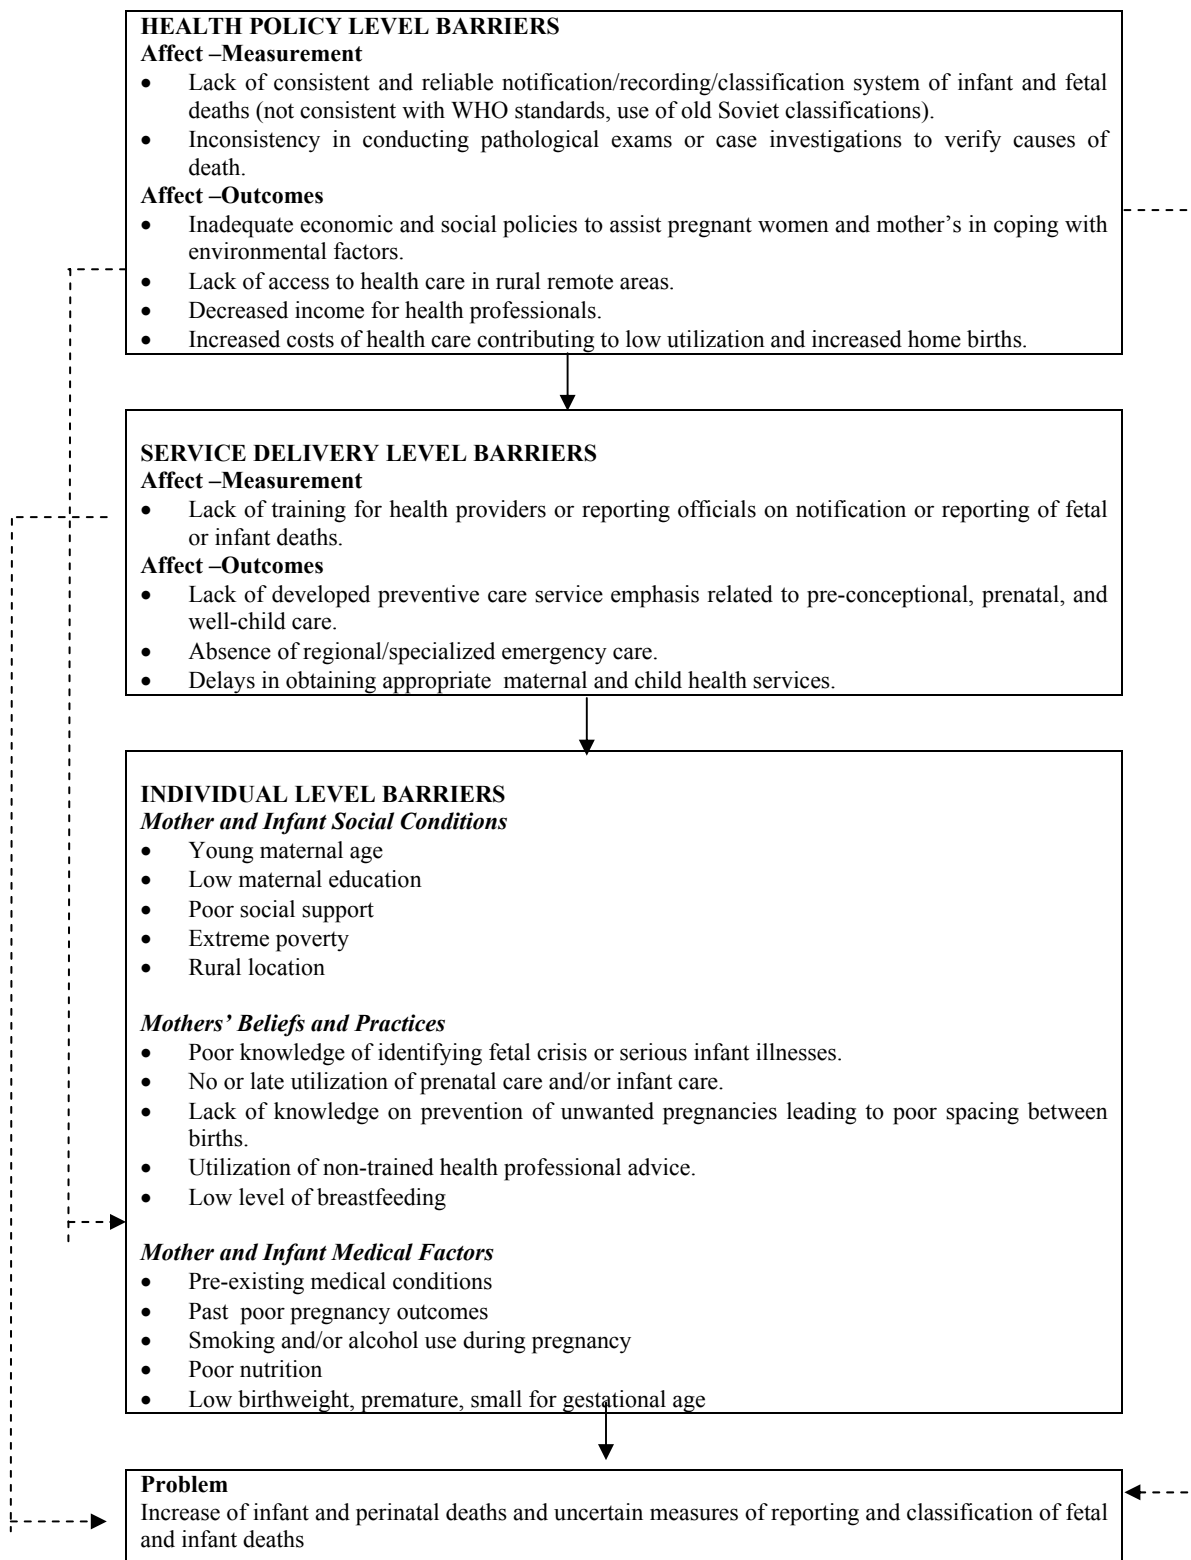 HEALTH POLICY LEVEL BARRIERS
Affect –Measurement
• Lack of consistent and reliable notification/recording/classification system of infant and fetal
deaths (not consistent with WHO standards, use of old Soviet classifications).
• Inconsistency in conducting pathological exams or case investigations to verify causes of
death.
Affect –Outcomes
• Inadequate economic and social policies to assist pregnant women and mother's in coping with
environmental factors.
• Lack of access to health care in rural remote areas.
• Decreased income for health professionals.
• Increased costs of health care contributing to low utilization and increased home births.
SERVICE DELIVERY LEVEL BARRIERS
Affect –Measurement
• Lack of training for health providers or reporting officials on notification or reporting of fetal
or infant deaths.
Affect –Outcomes
• Lack of developed preventive care service emphasis related to pre-conceptional, prenatal, and
well-child care.
• Absence of regional/specialized emergency care.
• Delays in obtaining appropriate maternal and child health services.
INDIVIDUAL LEVEL BARRIERS
Mother and Infant Social Conditions
• Young maternal age
• Low maternal education
• Poor social support
• Extreme poverty
• Rural location
Mothers' Beliefs and Practices
• Poor knowledge of identifying fetal crisis or serious infant illnesses.
• No or late utilization of prenatal care and/or infant care.
• Lack of knowledge on prevention of unwanted pregnancies leading to poor spacing between
births.
• Utilization of non-trained health professional advice.
• Low level of breastfeeding
Mother and Infant Medical Factors
• Pre-existing medical conditions
• Past poor pregnancy outcomes
• Smoking and/or alcohol use during pregnancy
• Poor nutrition
• Low birthweight, premature, small for gestational age
Problem
Increase of infant and perinatal deaths and uncertain measures of reporting and classification of fetal
and infant deaths